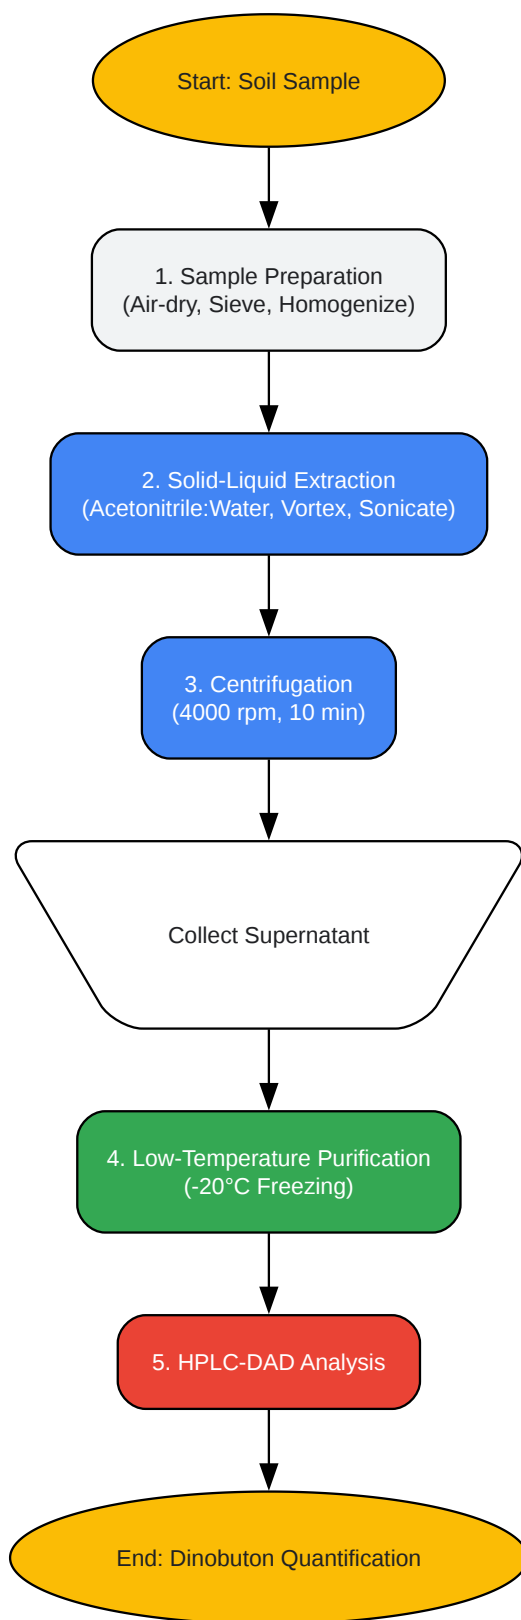 Start: Soil Sample
1. Sample Preparation
(Air-dry, Sieve, Homogenize)
2. Solid-Liquid Extraction
(Acetonitrile:Water, Vortex, Sonicate)
3. Centrifugation
(4000 rpm, 10 min)
Collect Supernatant
4. Low-Temperature Purification
(-20°C Freezing)
5. HPLC-DAD Analysis
End: Dinobuton Quantification